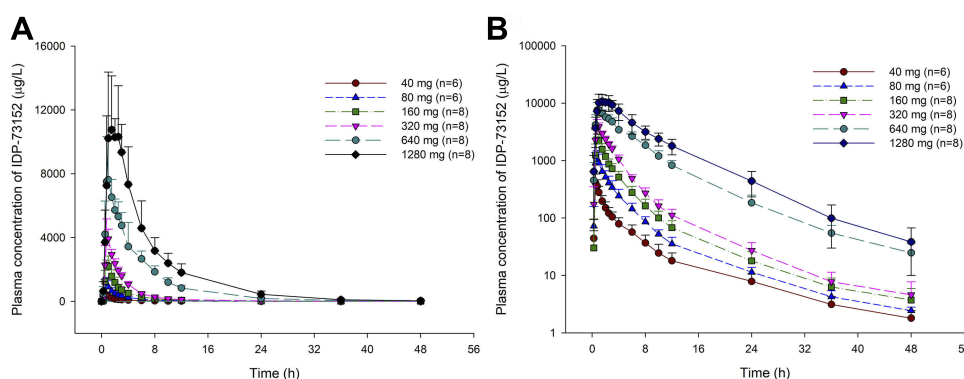 A
Plasma concentration of IDP-73152 (µg/L)
16000
12000
8000
4000
0
40 mg (n=6)
80 mg (n=6)
160 mg (n=8)
320 mg (n=8)
640 mg (n=8)
1280 mg (n=8)
0 8 16 24 32 40 48 56
Time (h)
B
Plasma concentration of IDP-73152 (µg/L)
100000
10000
1000
100
10
1
40 mg (n=6)
80 mg (n=6)
160 mg (n=8)
320 mg (n=8)
640 mg (n=8)
1280 mg (n=8)
0 4 8 12 16 20 24 28 32 36 40 44 48 52
Time (h)